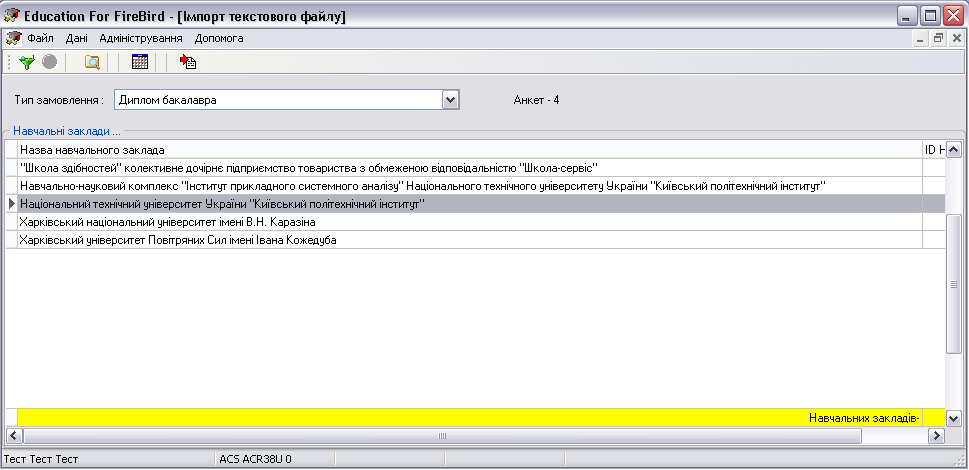 Education For FireBird - [Імпорт текстового файлу]
Файл Дані Адміністрування Допомога
Тип замовлення : Диплом бакалавра Анкет - 4
Навчальні заклади ...
Назва навчального заклада ID Н
"Школа здібностей" колективне дочірнє підприємство товариства з обмеженою відповідальністю "Школа-сервіс"
Навчально-науковий комплекс "Інститут прикладного системного аналізу" Національного технічного університету України "Київський політехнічний інститут"
Національний технічний університет України "Київський політехнічний інститут"
Харківський національний університет імені В.Н. Каразіна
Харківський університет Повітряних Сил імені Івана Кожедуба
Навчальних закладів-
Тест Тест Тест ACS ACR38U 0